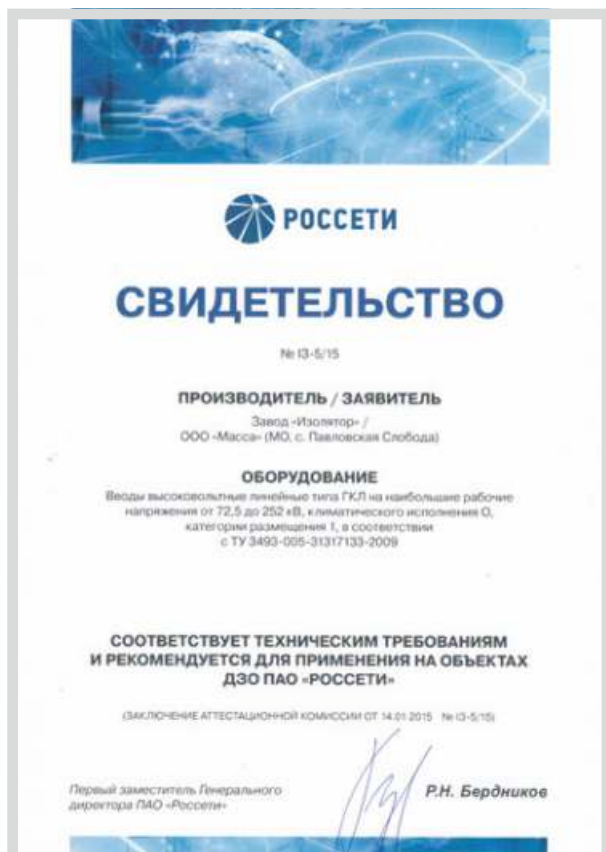 РОССЕТИ
СВИДЕТЕЛЬСТВО
№ IЗ-5/15
ПРОИЗВОДИТЕЛЬ / ЗАЯВИТЕЛЬ
Завод «Изолятор» /
ООО «Масса» (МО, с. Павловская Слобода)
ОБОРУДОВАНИЕ
Вводы высоковольтные линейные типа ГКЛ на наибольшие рабочие
напряжения от 72,5 до 252 кВ, климатического исполнения О,
категории размещения 1, в соответствии
с ТУ 3493-005-31317133-2009
СООТВЕТСТВУЕТ ТЕХНИЧЕСКИМ ТРЕБОВАНИЯМ
И РЕКОМЕНДУЕТСЯ ДЛЯ ПРИМЕНЕНИЯ НА ОБЪЕКТАХ
ДЗО ПАО «РОССЕТИ»
(ЗАКЛЮЧЕНИЕ АТТЕСТАЦИОННОЙ КОМИССИИ ОТ 14.01.2015 № IЗ-5/15)
Первый заместитель Генерального
директора ПАО «Россети»
Р.Н. Бердников